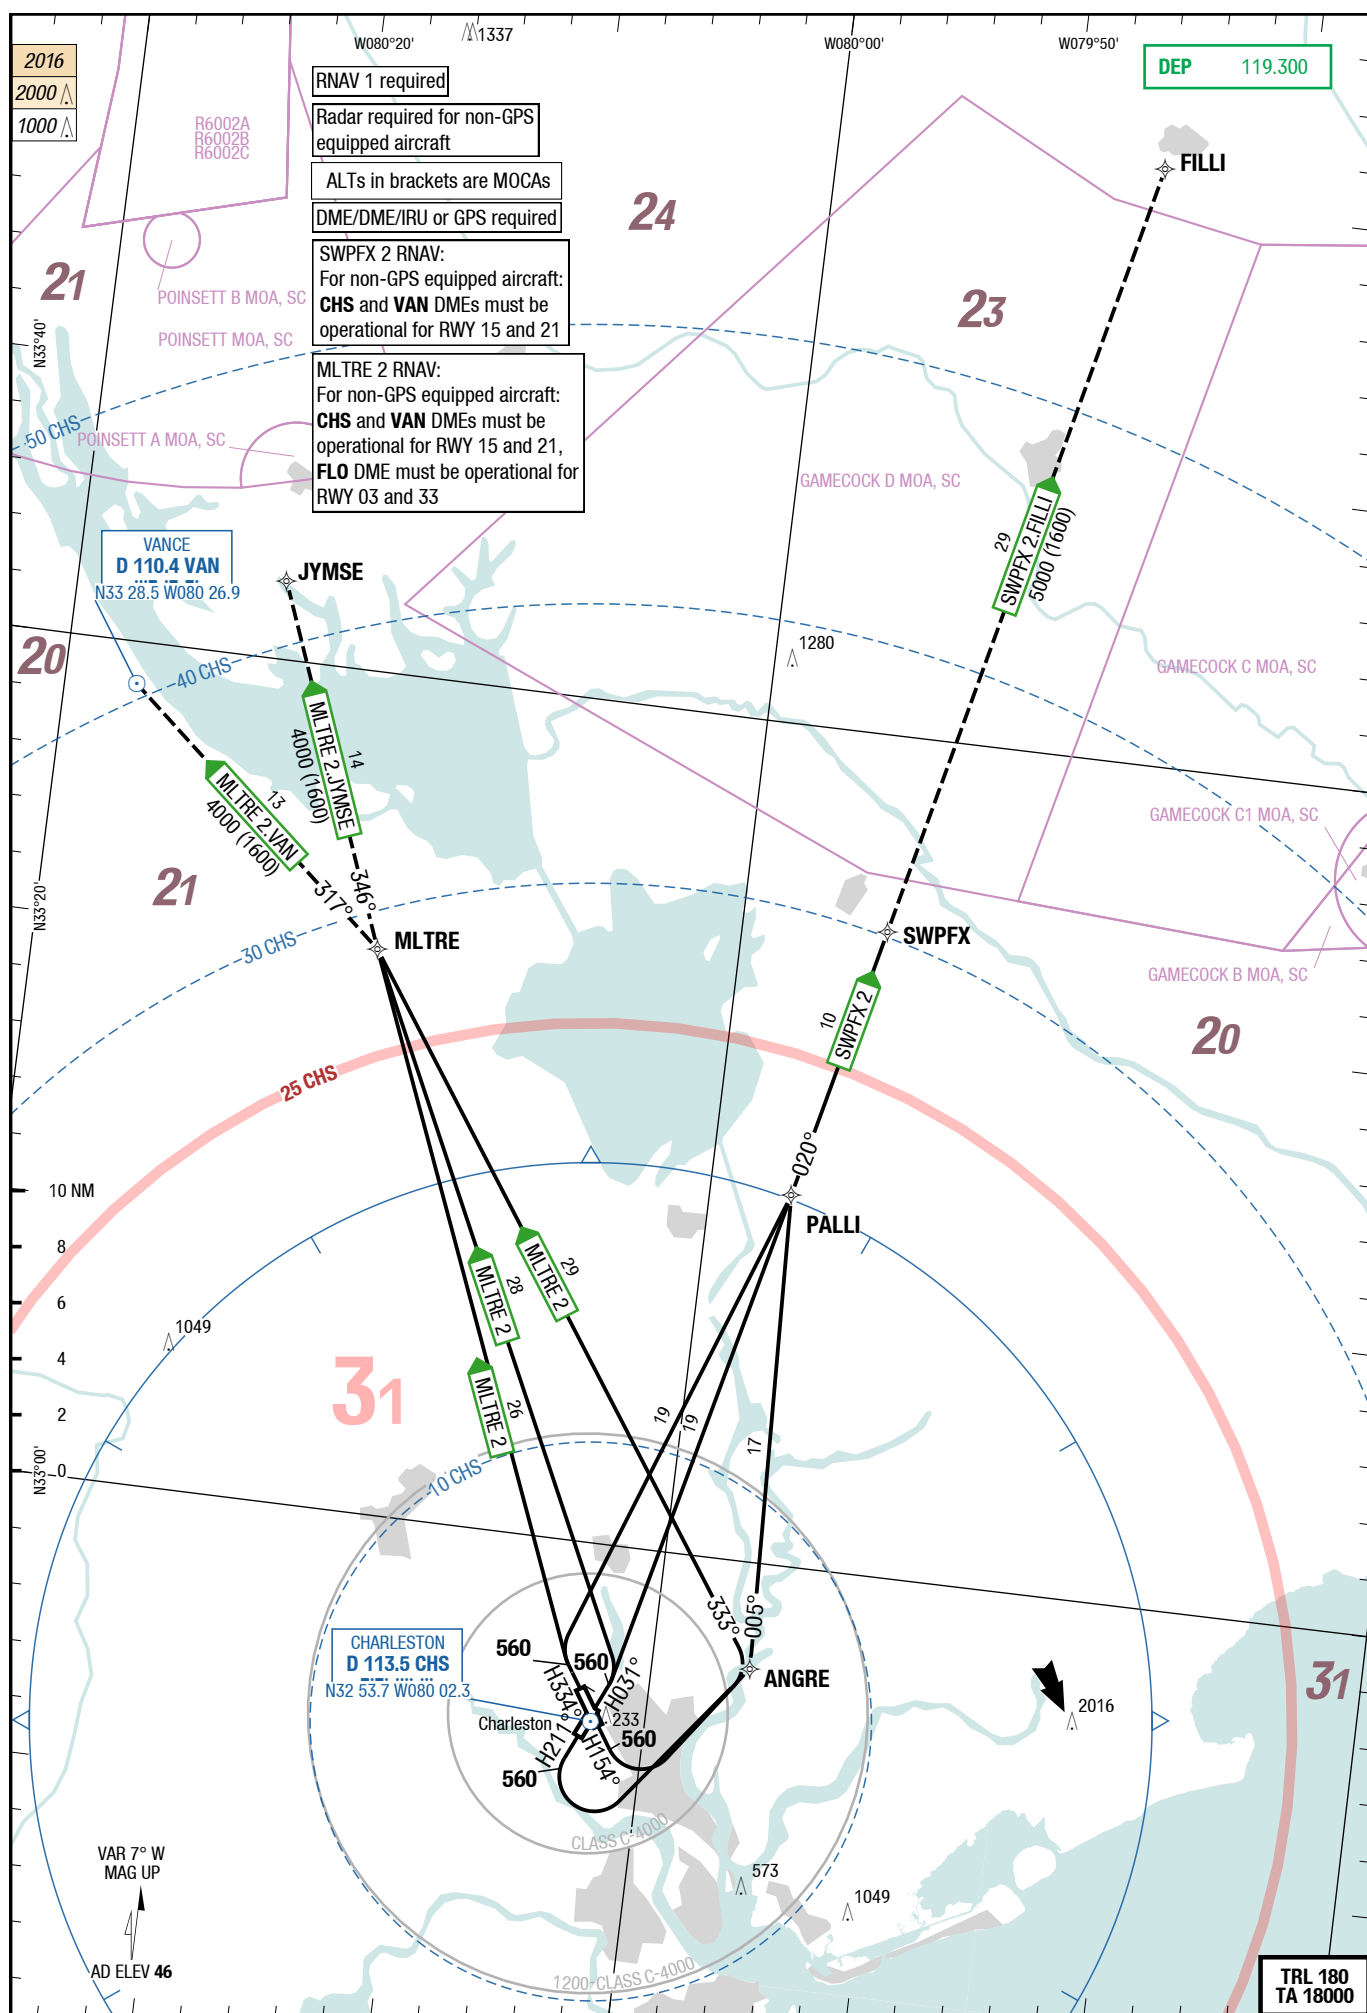 W080°20'
1337
W080°00'
W079°50'
2016
2000
1000
DEP 119.300
RNAV 1 required
Radar required for non-GPS
equipped aircraft
ALTs in brackets are MOCAs
DME/DME/IRU or GPS required
SWPFX 2 RNAV:
For non-GPS equipped aircraft:
CHS and VAN DMEs must be
operational for RWY 15 and 21
MLTRE 2 RNAV:
For non-GPS equipped aircraft:
CHS and VAN DMEs must be
operational for RWY 15 and 21,
FLO DME must be operational for
RWY 03 and 33
R6002A
R6002B
R6002C
FILLI
24
21
POINSETT B MOA, SC
23
POINSETT MOA, SC
N33°40'
50 CHS
POINSETT A MOA, SC
GAMECOCK D MOA, SC
29
SWPFX 2.FILLI
5000 (1600)
VANCE
D 110.4 VAN
N33 28.5 W080 26.9
JYMSE
20
40 CHS
1280
GAMECOCK C MOA, SC
14
MLTRE 2.JYMSE
4000 (1600)
13
MLTRE 2.VAN
4000 (1600)
GAMECOCK C1 MOA, SC
21
317°
346°
N33°20'
30 CHS
MLTRE
SWPFX
GAMECOCK B MOA, SC
10
SWPFX 2
20
25 CHS
020°
10 NM
PALLI
8
6
4
2
0
29
MLTRE 2
28
MLTRE 2
26
MLTRE 2
1049
31
19
19
17
N33°00'
10 CHS
333°
005°
CHARLESTON
D 113.5 CHS
N32 53.7 W080 02.3
560
560
H334°
H031°
ANGRE
31
Charleston
233
2016
H211°
H154°
560
560
CLASS C-4000
VAR 7° W
MAG UP
573
1049
AD ELEV 46
1200-CLASS C-4000
TRL 180
TA 18000